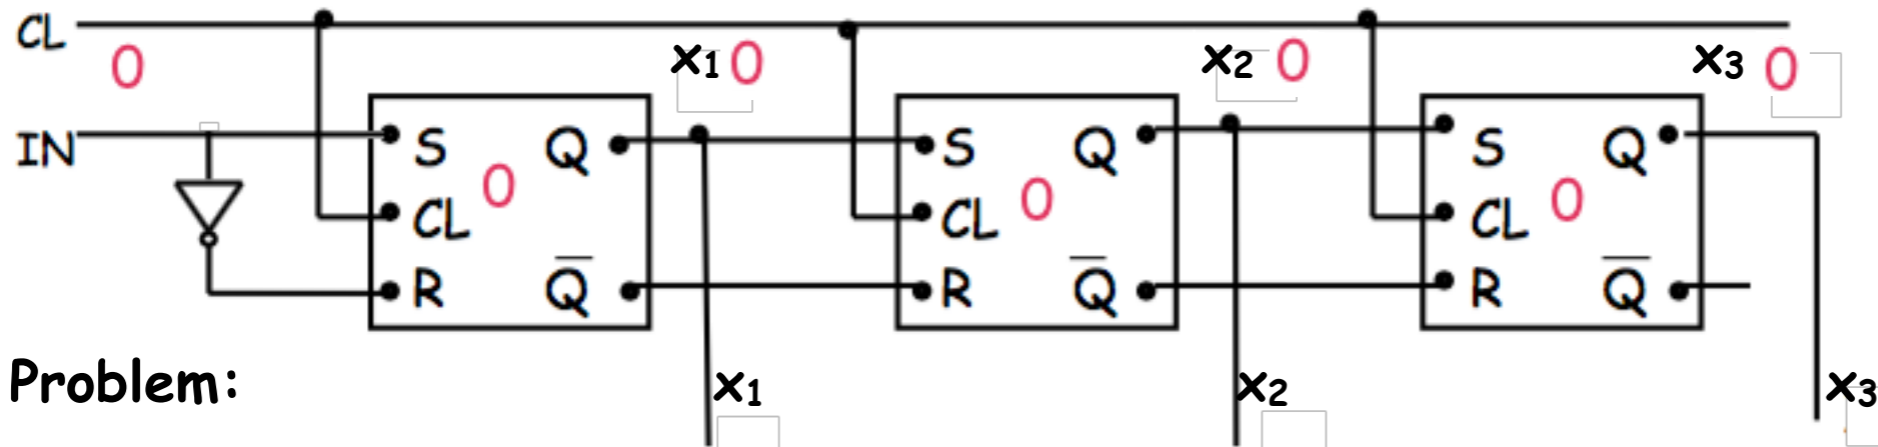 CL
0
x₁ 0 x₂ 0 x₃ 0
IN
S Q S Q S Q
0 0 0
CL CL CL
R Q̅ R Q̅ R Q̅
Problem:
x₁ x₂ x₃